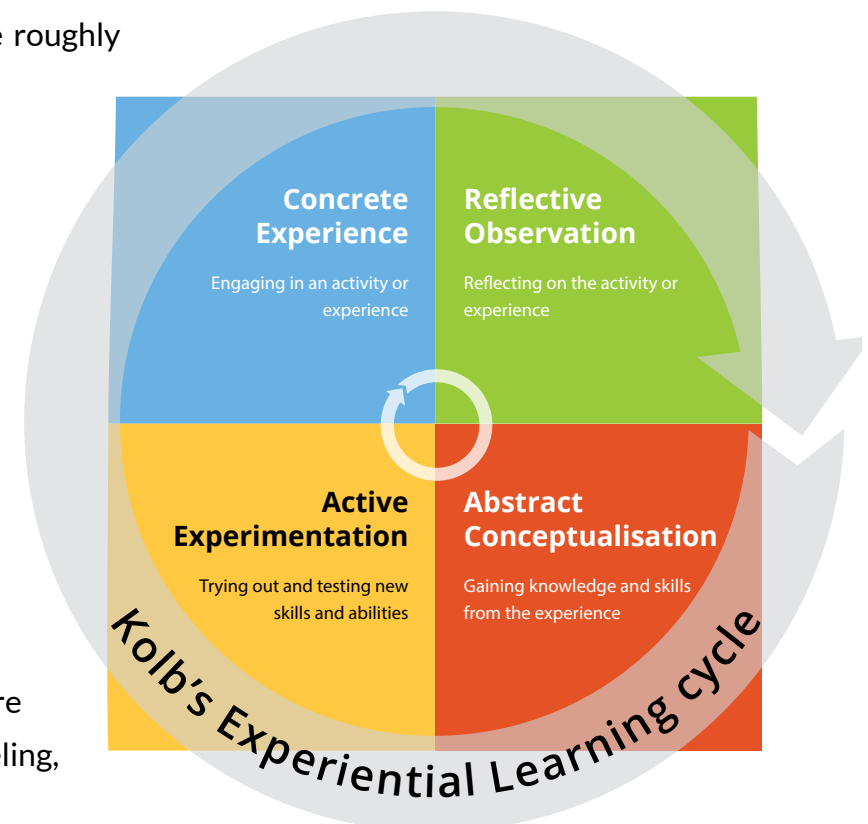 roughly
Concrete
Experience
Engaging in an activity or
experience
Reflective
Observation
Reflecting on the activity or
experience
Active
Experimentation
Trying out and testing new
skills and abilities
Abstract
Conceptualisation
Gaining knowledge and skills
from the experience
Kolb's Experiential Learning cycle